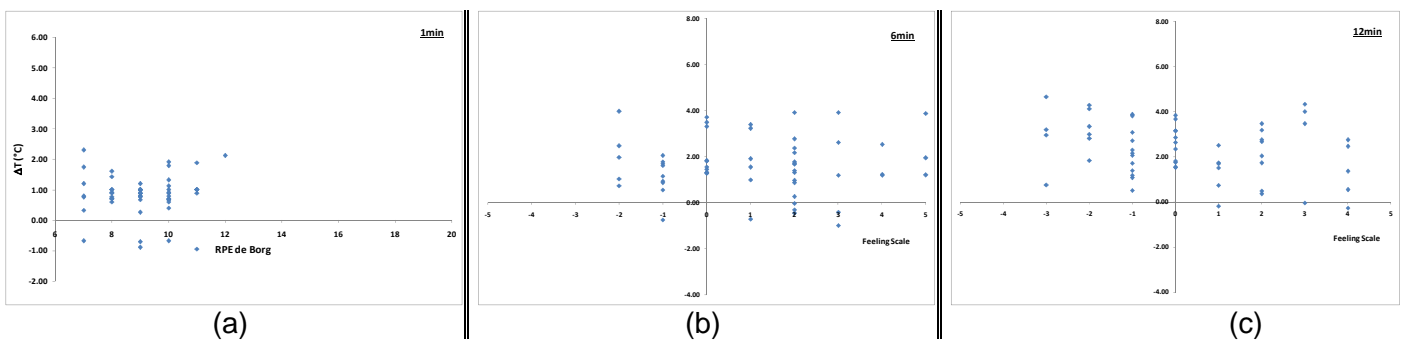 1min
6.00
5.00
4.00
3.00
2.00
1.00
0.00
-1.00
-2.00
ΔT (°C)
6 8 10 12 14 16 18 20
RPE de Borg
(a)
6min
8.00
6.00
4.00
2.00
0.00
-2.00
-4.00
-5 -4 -3 -2 -1 0 1 2 3 4 5
Feeling Scale
(b)
12min
8.00
6.00
4.00
2.00
0.00
-2.00
-4.00
-5 -4 -3 -2 -1 0 1 2 3 4 5
Feeling Scale
(c)